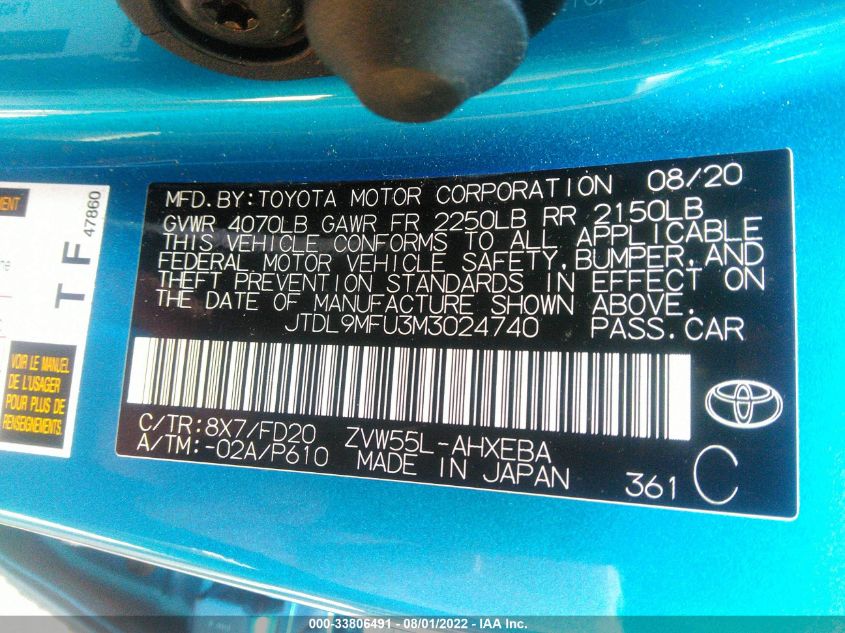 MFD. BY: TOYOTA MOTOR CORPORATION 08/20
GVWR 4070LB GAWR FR 2250LB RR 2150LB
THIS VEHICLE CONFORMS TO ALL APPLICABLE
FEDERAL MOTOR VEHICLE SAFETY, BUMPER, AND
THEFT PREVENTION STANDARDS IN EFFECT ON
THE DATE OF MANUFACTURE SHOWN ABOVE.
JTDL9MFU3M3024740 PASS. CAR
C/TR: 8X7/FD20 ZVW55L-AHXEBA
A/TM: -02A/P610 MADE IN JAPAN
361 C
TF
47860
VOIR LE MANUEL
DE L'USAGER
POUR PLUS DE
RENSEIGNEMENTS
000-33806491 - 08/01/2022 - IAA Inc.